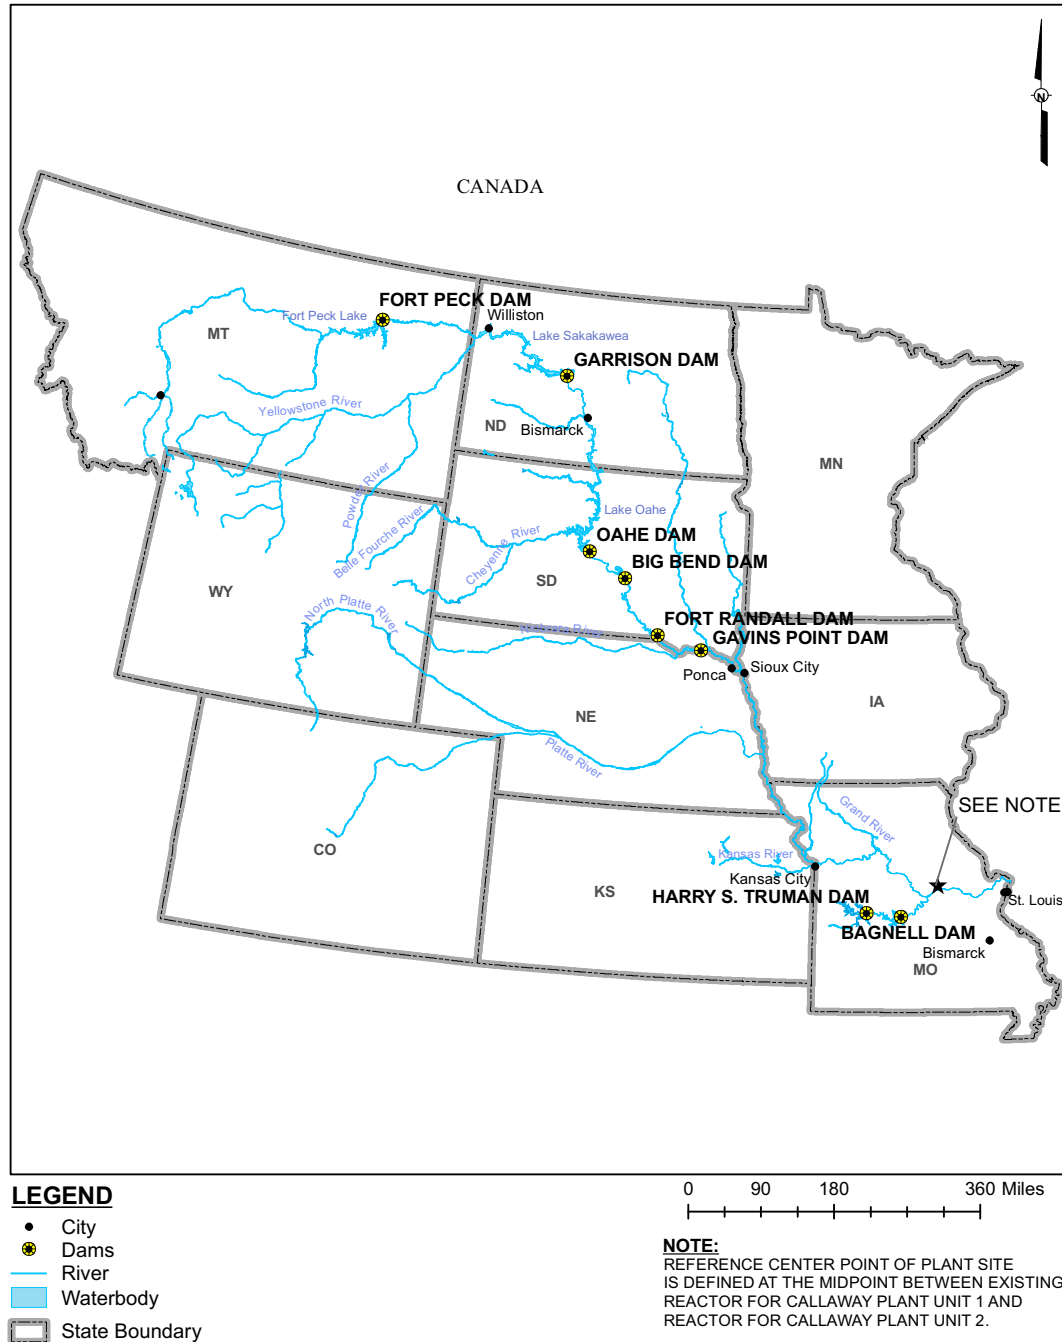 N
CANADA
FORT PECK DAM
Fort Peck Lake
Williston
MT
Lake Sakakawea
GARRISON DAM
Yellowstone River
ND
Bismarck
MN
Powder River
Lake Oahe
Belle Fourche River
Cheyenne River
OAHE DAM
BIG BEND DAM
WY
SD
North Platte River
FORT RANDALL DAM
GAVINS POINT DAM
Ponca
Sioux City
IA
NE
Platte River
SEE NOTE
Grand River
CO
Kansas River
Kansas City
KS
HARRY S. TRUMAN DAM
St. Louis
BAGNELL DAM
Bismarck
MO
LEGEND
City
Dams
River
Waterbody
State Boundary
0 90 180 360 Miles
NOTE:
REFERENCE CENTER POINT OF PLANT SITE
IS DEFINED AT THE MIDPOINT BETWEEN EXISTING
REACTOR FOR CALLAWAY PLANT UNIT 1 AND
REACTOR FOR CALLAWAY PLANT UNIT 2.